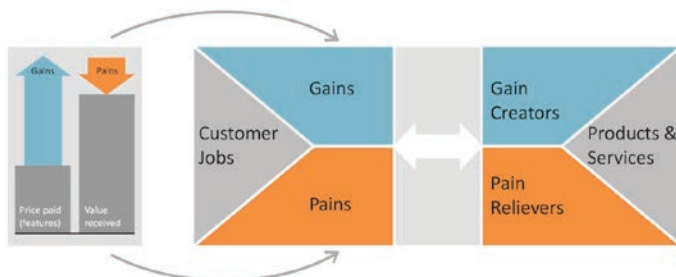 Gains
Pains
Price paid
(features)
Value
received
Customer
Jobs
Gains
Pains
Gain
Creators
Pain
Relievers
Products &
Services